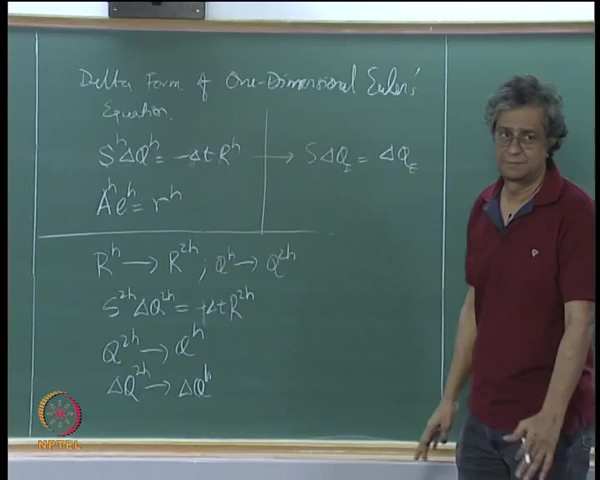 Delta Form of One-Dimensional Euler's
Equation.
S^h ΔQ^h = -Δt R^h → SΔQ_I = ΔQ_E
A^h e^h = r^h
R^h → R^2h ; Q^h → Q^2h
S^2h ΔQ^2h = +Δt R^2h
Q^2h → Q^h
ΔQ^2h → ΔQ^h
NPTEL